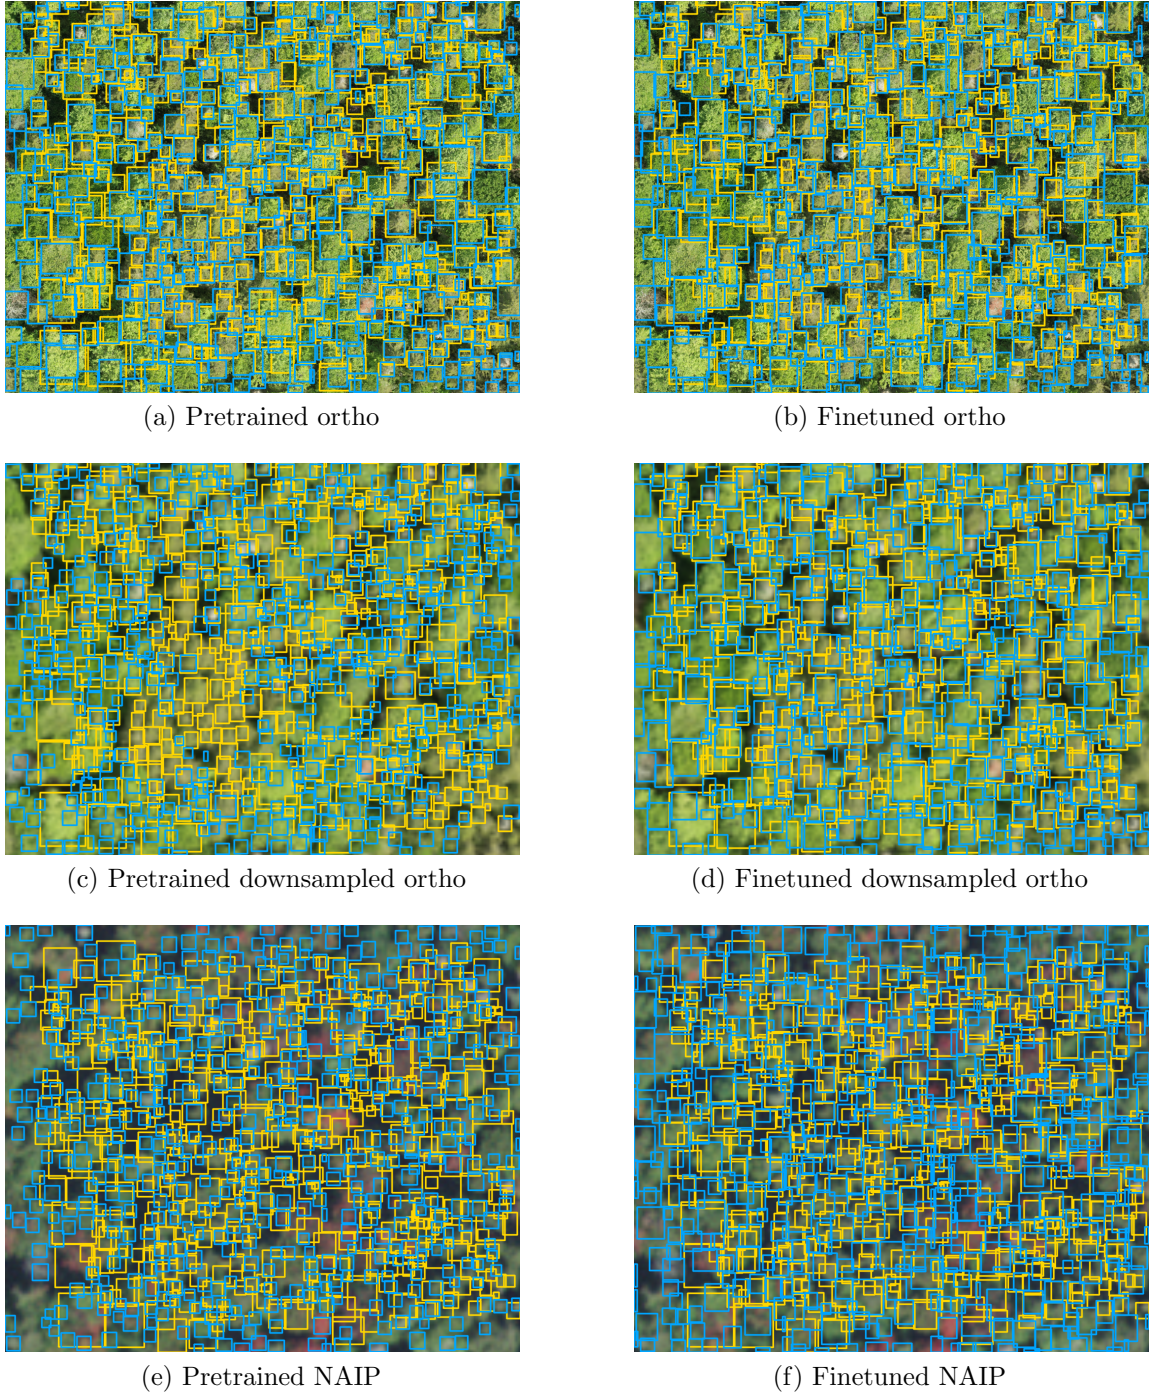 (a) Pretrained ortho
(b) Finetuned ortho
(c) Pretrained downsampled ortho
(d) Finetuned downsampled ortho
(e) Pretrained NAIP
(f) Finetuned NAIP